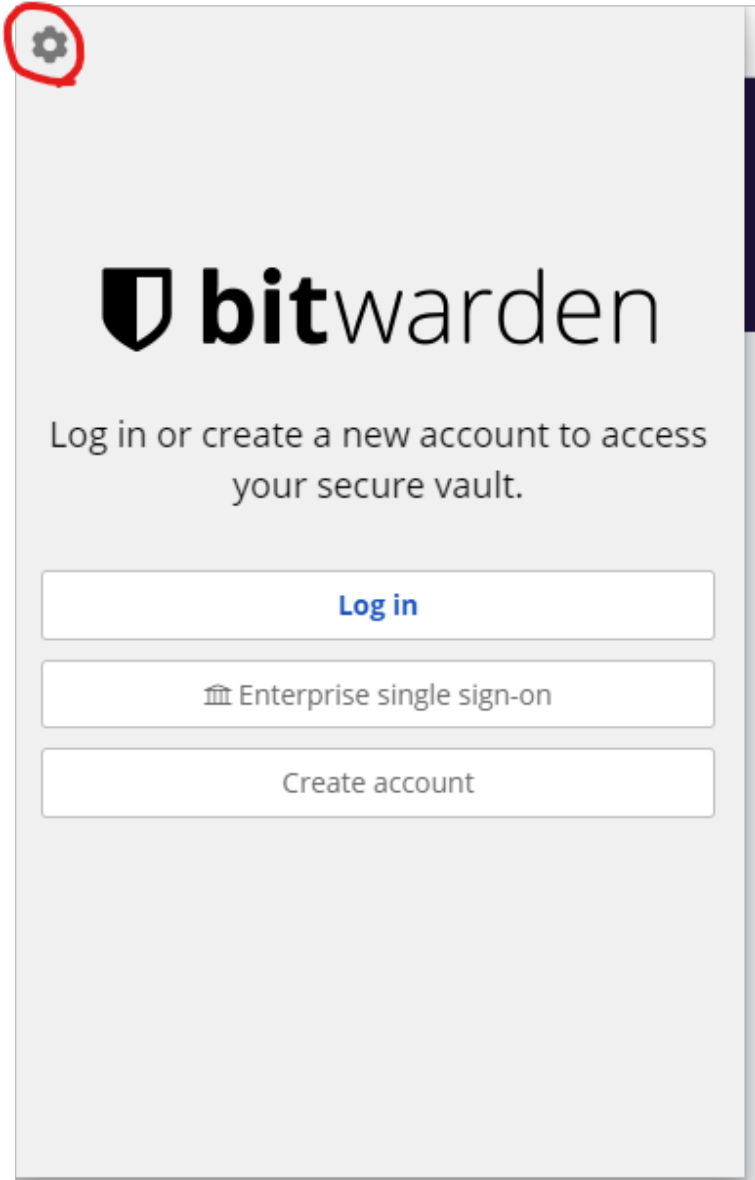 bitwarden
Log in or create a new account to access
your secure vault.
Log in
Enterprise single sign-on
Create account